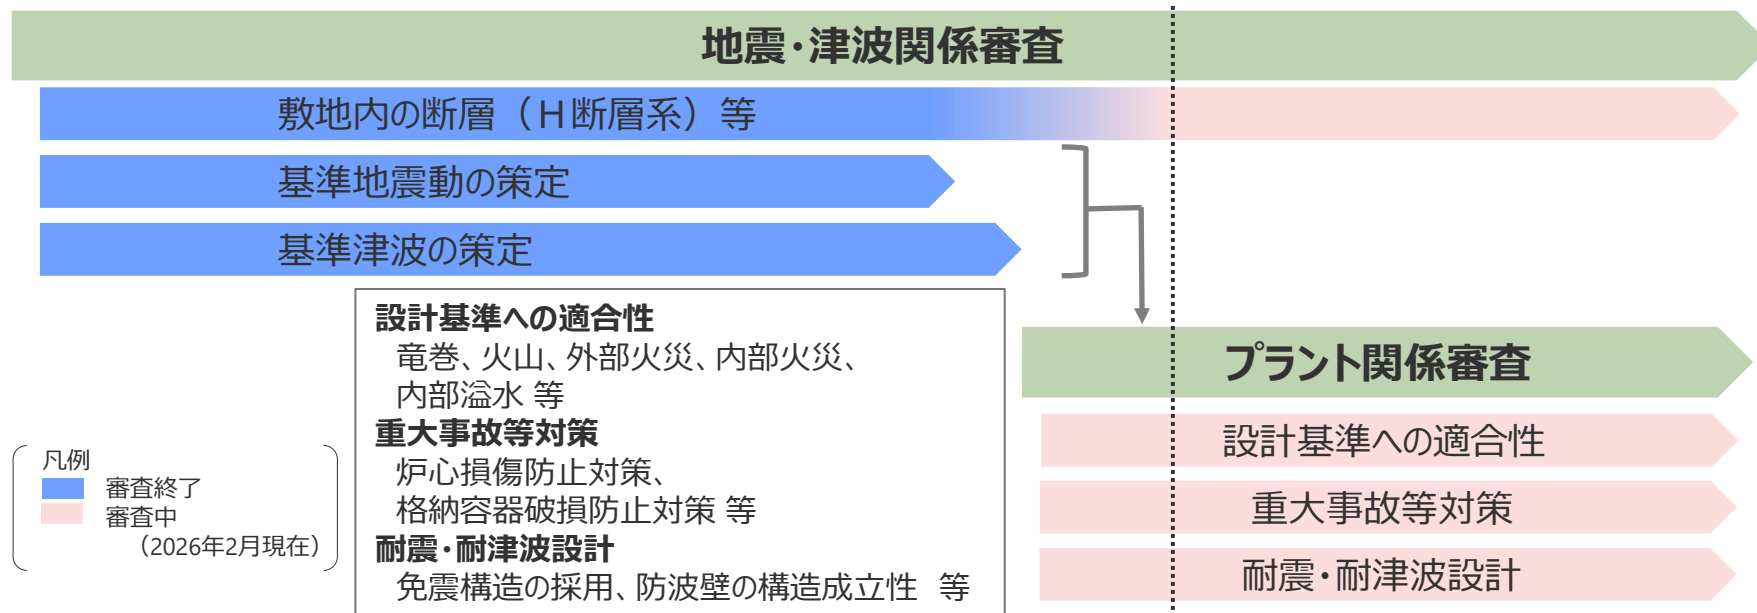 地震・津波関係審査
敷地内の断層（Ｈ断層系）等
基準地震動の策定
基準津波の策定
設計基準への適合性
竜巻、火山、外部火災、内部火災、
内部溢水 等
重大事故等対策
炉心損傷防止対策、
格納容器破損防止対策 等
耐震・耐津波設計
免震構造の採用、防波壁の構造成立性 等
プラント関係審査
設計基準への適合性
重大事故等対策
耐震・耐津波設計
凡例
審査終了
審査中
（2026年2月現在）